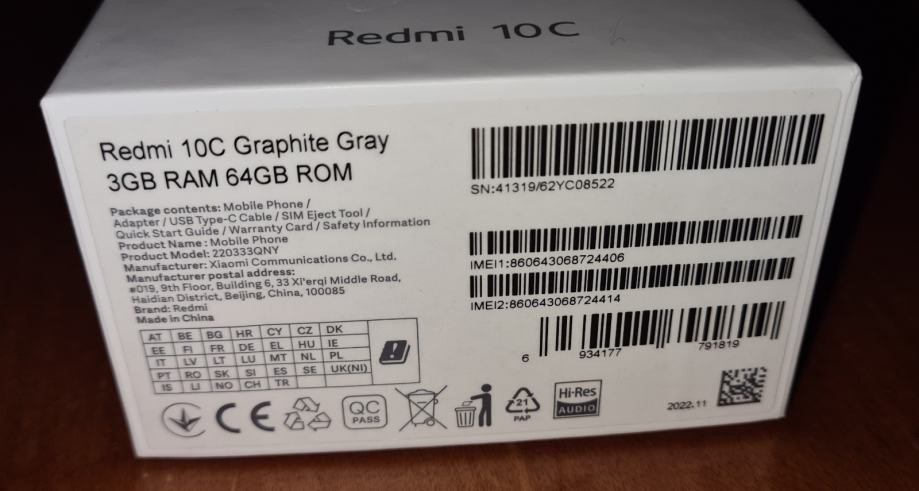 Redmi 10C
Redmi 10C Graphite Gray
3GB RAM 64GB ROM
Package contents: Mobile Phone /
Adapter / USB Type-C Cable / SIM Eject Tool /
Quick Start Guide / Warranty Card / Safety Information
Product Name : Mobile Phone
Product Model: 220333QNY
Manufacturer: Xiaomi Communications Co., Ltd.
Manufacturer postal address:
#019, 9th Floor, Building 6, 33 Xi'erqi Middle Road,
Haidian District, Beijing, China, 100085
Brand: Redmi
Made in China
AT BE BG HR CY CZ DK
EE FI FR DE EL HU IE
IT LV LT LU MT NL PL
PT RO SK SI ES SE UK(NI)
IS LI NO CH TR
SN:41319/62YC08522
IMEI1:860643068724406
IMEI2:860643068724414
6 934177 791819
CE
QC
PASS
21
PAP
Hi-Res
AUDIO
2022.11